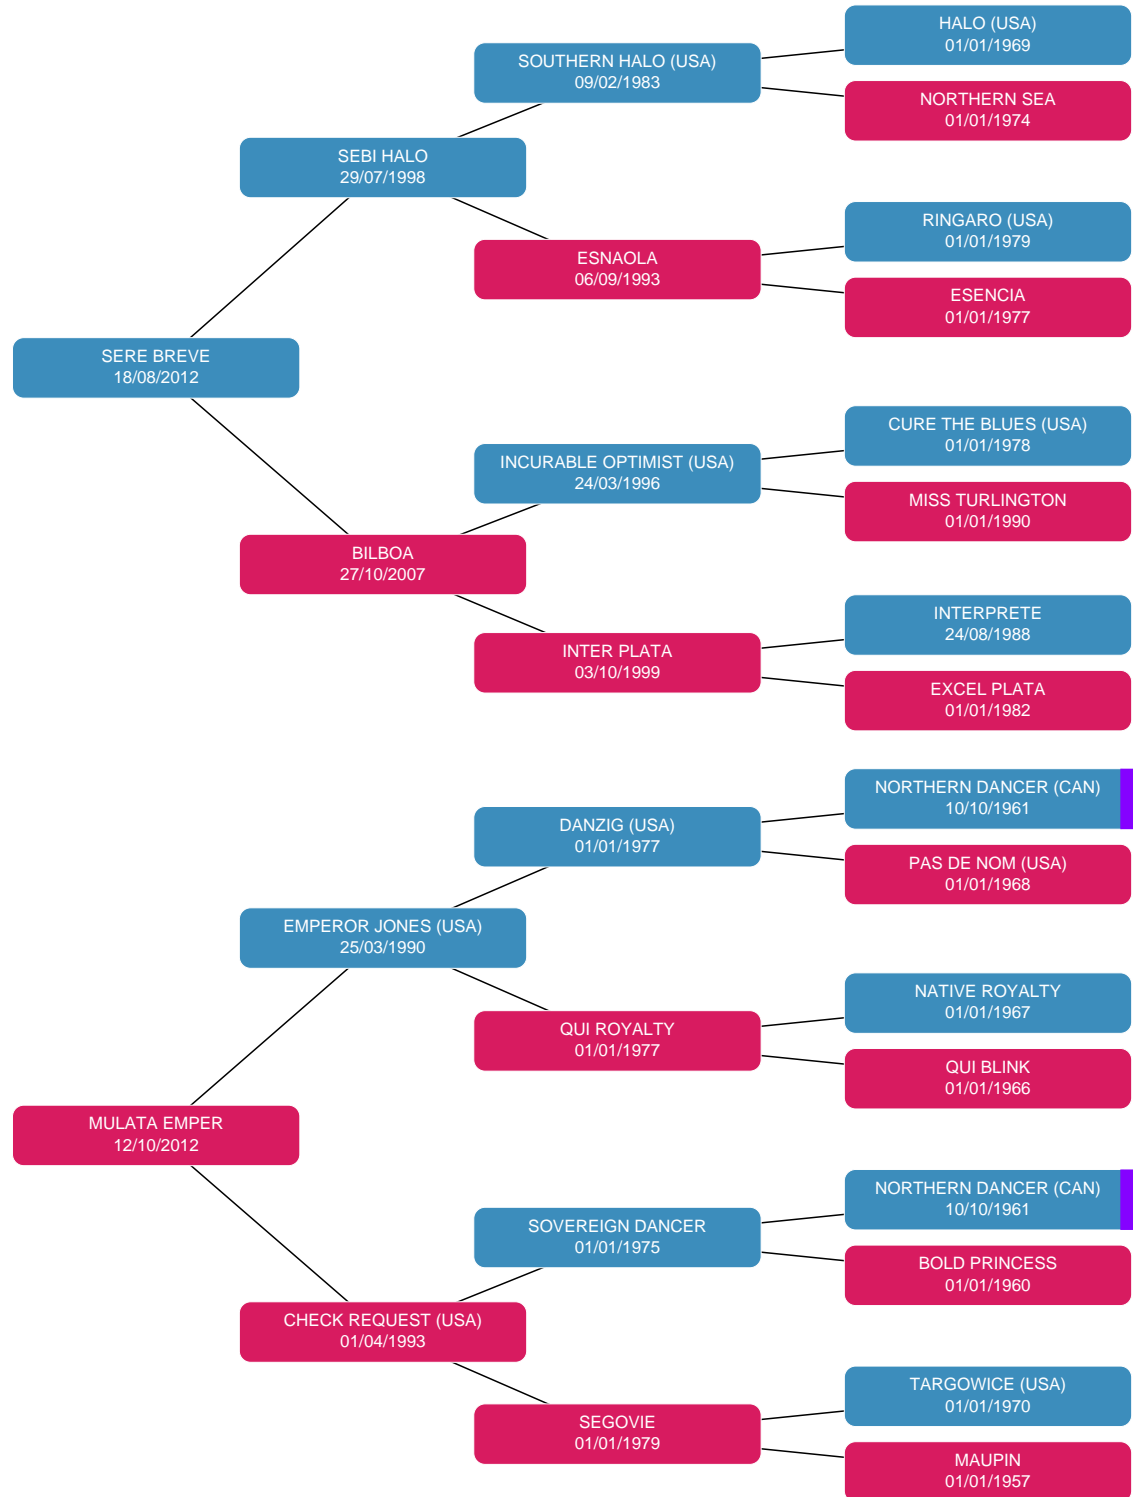 HALO (USA)
01/01/1969
SOUTHERN HALO (USA)
09/02/1983
NORTHERN SEA
01/01/1974
SEBI HALO
29/07/1998
RINGARO (USA)
01/01/1979
ESNAOLA
06/09/1993
ESENCIA
01/01/1977
SERE BREVE
18/08/2012
CURE THE BLUES (USA)
01/01/1978
INCURABLE OPTIMIST (USA)
24/03/1996
MISS TURLINGTON
01/01/1990
BILBOA
27/10/2007
INTERPRETE
24/08/1988
INTER PLATA
03/10/1999
EXCEL PLATA
01/01/1982
NORTHERN DANCER (CAN)
10/10/1961
DANZIG (USA)
01/01/1977
PAS DE NOM (USA)
01/01/1968
EMPEROR JONES (USA)
25/03/1990
NATIVE ROYALTY
01/01/1967
QUI ROYALTY
01/01/1977
QUI BLINK
01/01/1966
MULATA EMPER
12/10/2012
NORTHERN DANCER (CAN)
10/10/1961
SOVEREIGN DANCER
01/01/1975
BOLD PRINCESS
01/01/1960
CHECK REQUEST (USA)
01/04/1993
TARGOWICE (USA)
01/01/1970
SEGOVIE
01/01/1979
MAUPIN
01/01/1957